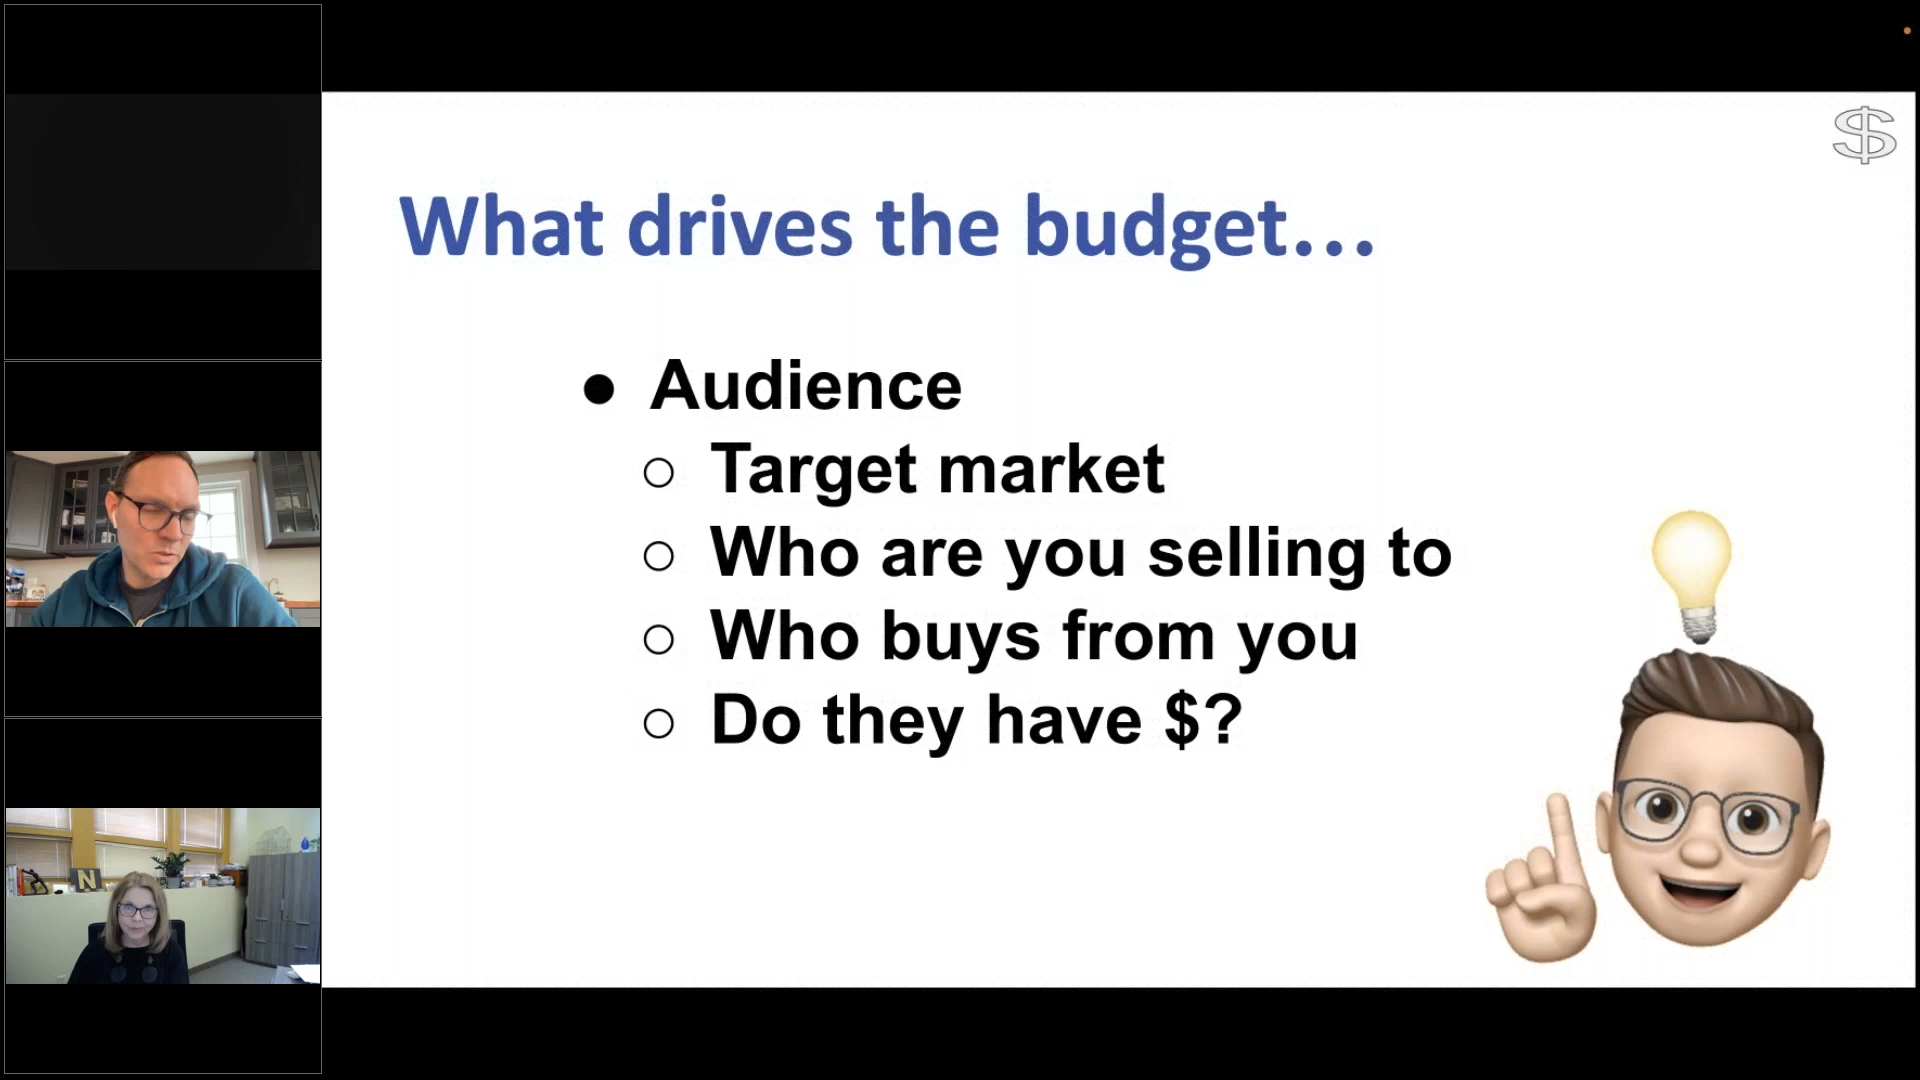 $
What drives the budget...
● Audience
○ Target market
○ Who are you selling to
○ Who buys from you
○ Do they have $?
N